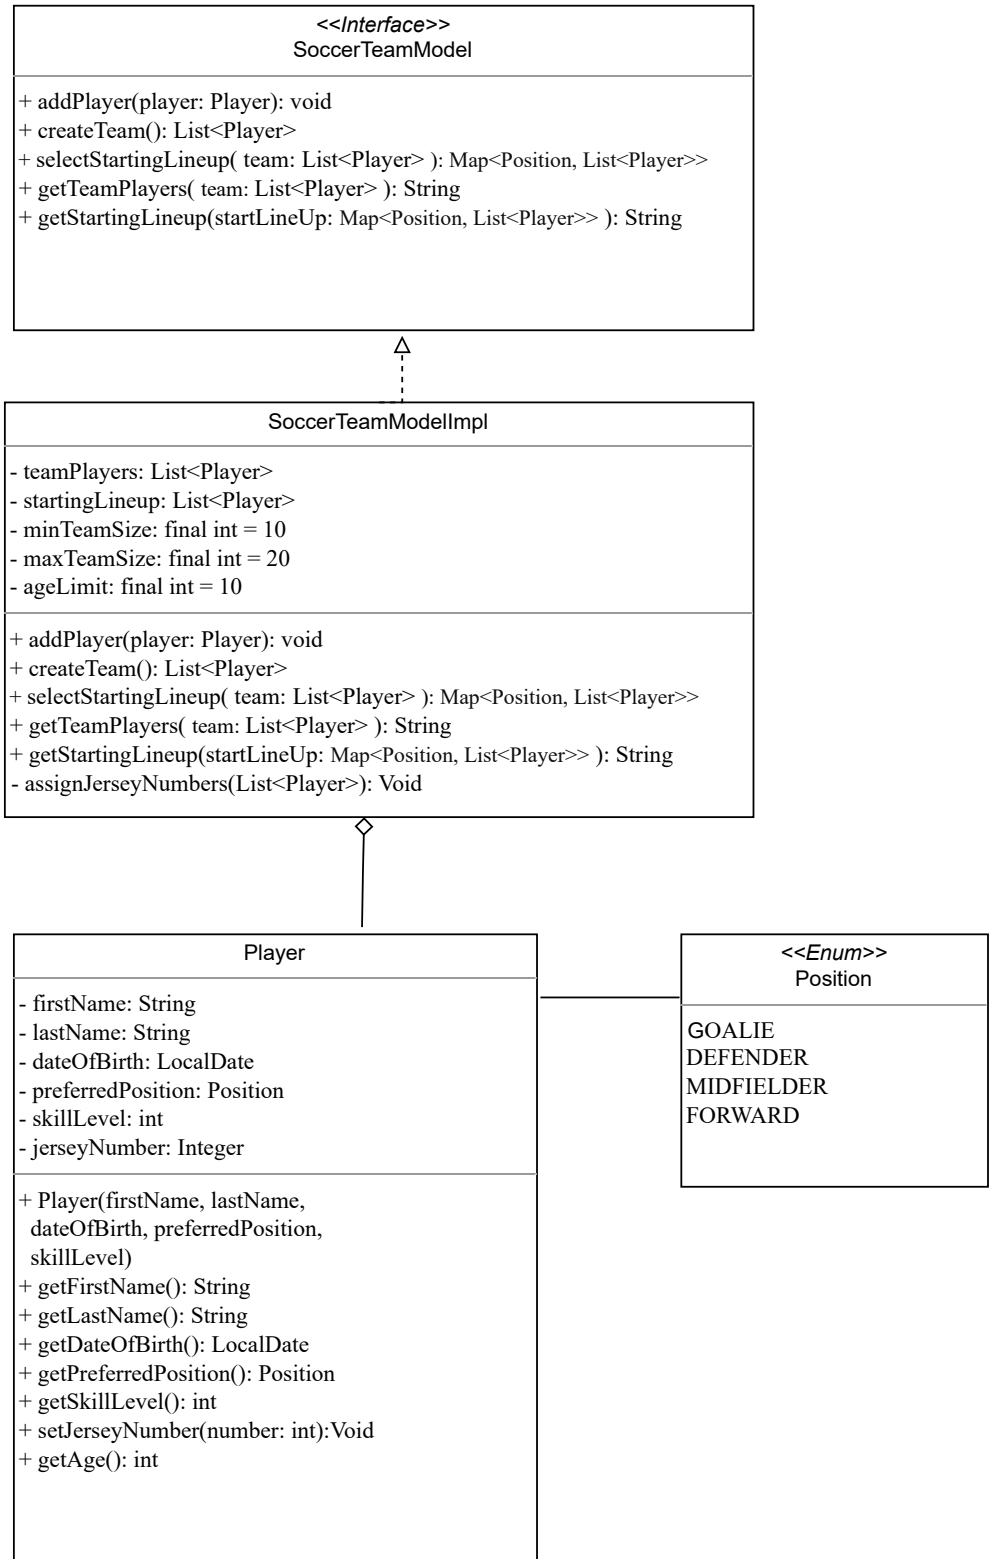 <<Interface>>
SoccerTeamModel
+ addPlayer(player: Player): void
+ createTeam(): List<Player>
+ selectStartingLineup( team: List<Player> ): Map<Position, List<Player>>
+ getTeamPlayers( team: List<Player> ): String
+ getStartingLineup(startLineUp: Map<Position, List<Player>> ): String
SoccerTeamModelImpl
- teamPlayers: List<Player>
- startingLineup: List<Player>
- minTeamSize: final int = 10
- maxTeamSize: final int = 20
- ageLimit: final int = 10
+ addPlayer(player: Player): void
+ createTeam(): List<Player>
+ selectStartingLineup( team: List<Player> ): Map<Position, List<Player>>
+ getTeamPlayers( team: List<Player> ): String
+ getStartingLineup(startLineUp: Map<Position, List<Player>> ): String
- assignJerseyNumbers(List<Player>): Void
Player
- firstName: String
- lastName: String
- dateOfBirth: LocalDate
- preferredPosition: Position
- skillLevel: int
- jerseyNumber: Integer
+ Player(firstName, lastName,
dateOfBirth, preferredPosition,
skillLevel)
+ getFirstName(): String
+ getLastName(): String
+ getDateOfBirth(): LocalDate
+ getPreferredPosition(): Position
+ getSkillLevel(): int
+ setJerseyNumber(number: int):Void
+ getAge(): int
<<Enum>>
Position
GOALIE
DEFENDER
MIDFIELDER
FORWARD